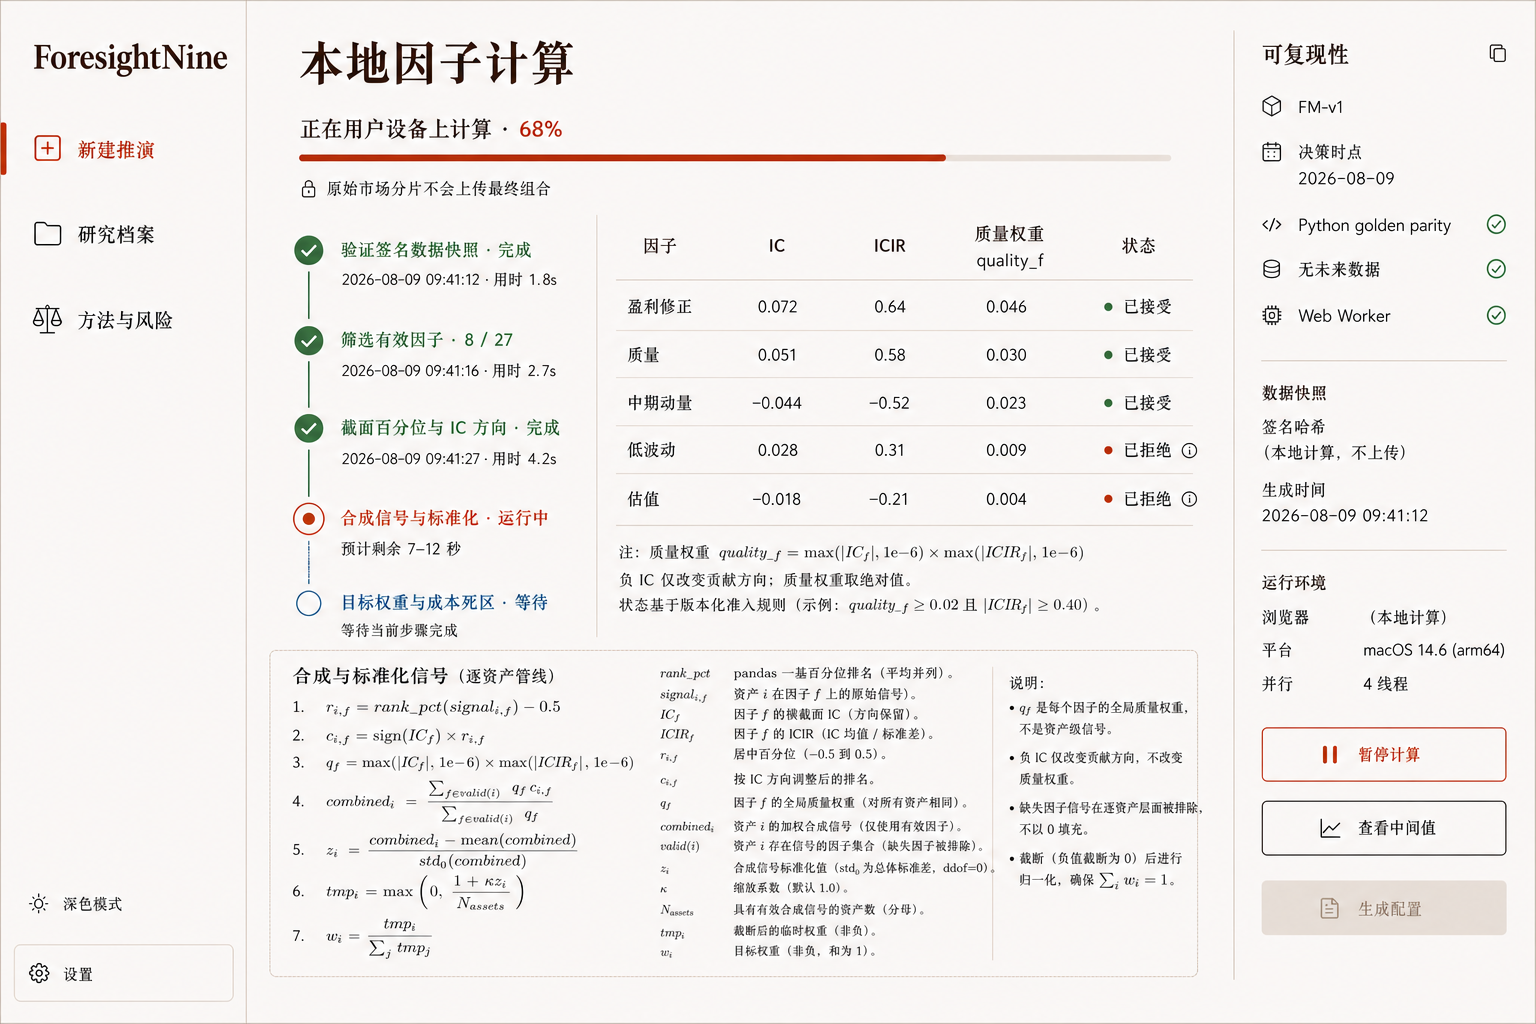 ForesightNine
新建推演
研究档案
方法与风险
深色模式
设置
本地因子计算
正在用户设备上计算 · 68%
原始市场分片不会上传最终组合
验证签名数据快照 · 完成
2026-08-09 09:41:12 · 用时 1.8s
筛选有效因子 · 8 / 27
2026-08-09 09:41:16 · 用时 2.7s
截面百分位与 IC 方向 · 完成
2026-08-09 09:41:27 · 用时 4.2s
合成信号与标准化 · 运行中
预计剩余 7–12 秒
目标权重与成本死区 · 等待
等待当前步骤完成
因子 IC ICIR 质量权重 quality_f 状态
盈利修正 0.072 0.64 0.046 已接受
质量 0.051 0.58 0.030 已接受
中期动量 −0.044 −0.52 0.023 已接受
低波动 0.028 0.31 0.009 已拒绝
估值 −0.018 −0.21 0.004 已拒绝
注：质量权重 quality_f = max(|IC_f|, 1e−6) × max(|ICIR_f|, 1e−6)
负 IC 仅改变贡献方向；质量权重取绝对值。
状态基于版本化准入规则（示例：quality_f ≥ 0.02 且 |ICIR_f| ≥ 0.40）。
合成与标准化信号（逐资产管线）
1. r_{i,f} = rank_pct(signal_{i,f}) − 0.5
2. c_{i,f} = sign(IC_f) × r_{i,f}
3. q_f = max(|IC_f|, 1e−6) × max(|ICIR_f|, 1e−6)
4. combined_i = ∑_{f∈valid(i)} q_f c_{i,f} / ∑_{f∈valid(i)} q_f
5. z_i = combined_i − mean(combined) / std_0(combined)
6. tmp_i = max (0, 1 + κz_i / N_assets)
7. w_i = tmp_i / ∑_j tmp_j
rank_pct pandas 一基百分位排名（平均并列）。
signal_{i,f} 资产 i 在因子 f 上的原始信号）。
IC_f 因子 f 的横截面 IC（方向保留）。
ICIR_f 因子 f 的 ICIR（IC 均值 / 标准差）。
r_{i,f} 居中百分位（−0.5 到 0.5）。
c_{i,f} 按 IC 方向调整后的排名。
q_f 因子 f 的全局质量权重（对所有资产相同）。
combined_i 资产 i 的加权合成信号（仅使用有效因子）。
valid(i) 资产 i 存在信号的因子集合（缺失因子被排除）。
z_i 合成信号标准化值（std_0 为总体标准差，ddof=0）。
κ 缩放系数（默认 1.0）。
N_assets 具有有效合成信号的资产数（分母）。
tmp_i 截断后的临时权重（非负）。
w_i 目标权重（非负，和为 1）。
说明：
• q_f 是每个因子的全局质量权重，
不是资产级信号。
• 负 IC 仅改变贡献方向，不改变
质量权重。
• 缺失因子信号在逐资产层面被排除，
不以 0 填充。
• 截断（负值截断为 0）后进行
归一化，确保 ∑_i w_i = 1。
可复现性
FM-v1
决策时点
2026-08-09
Python golden parity
无未来数据
Web Worker
数据快照
签名哈希
（本地计算，不上传）
生成时间
2026-08-09 09:41:12
运行环境
浏览器 （本地计算）
平台 macOS 14.6 (arm64)
并行 4 线程
暂停计算
查看中间值
生成配置